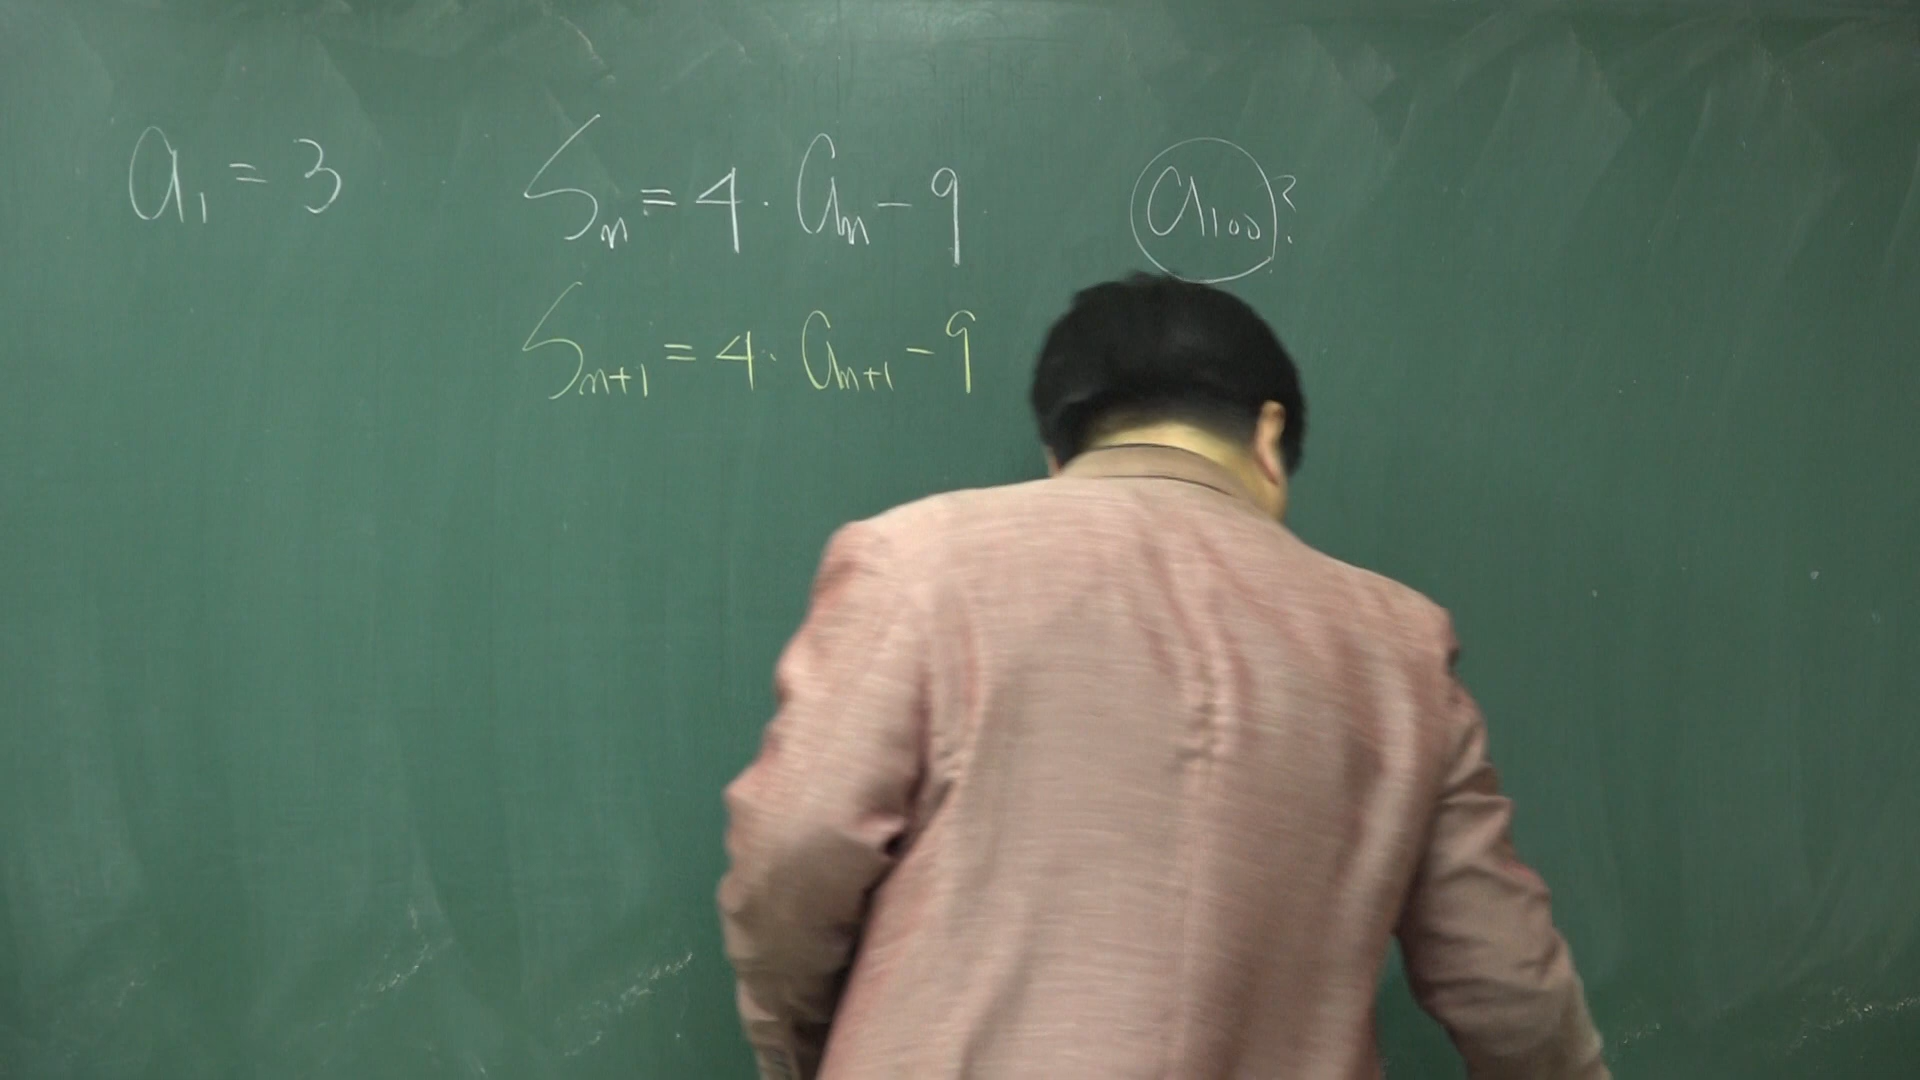 a₁ = 3 Sₙ = 4 · aₙ - 9 a₁₀₀?
Sₙ₊₁ = 4 · aₙ₊₁ - 9